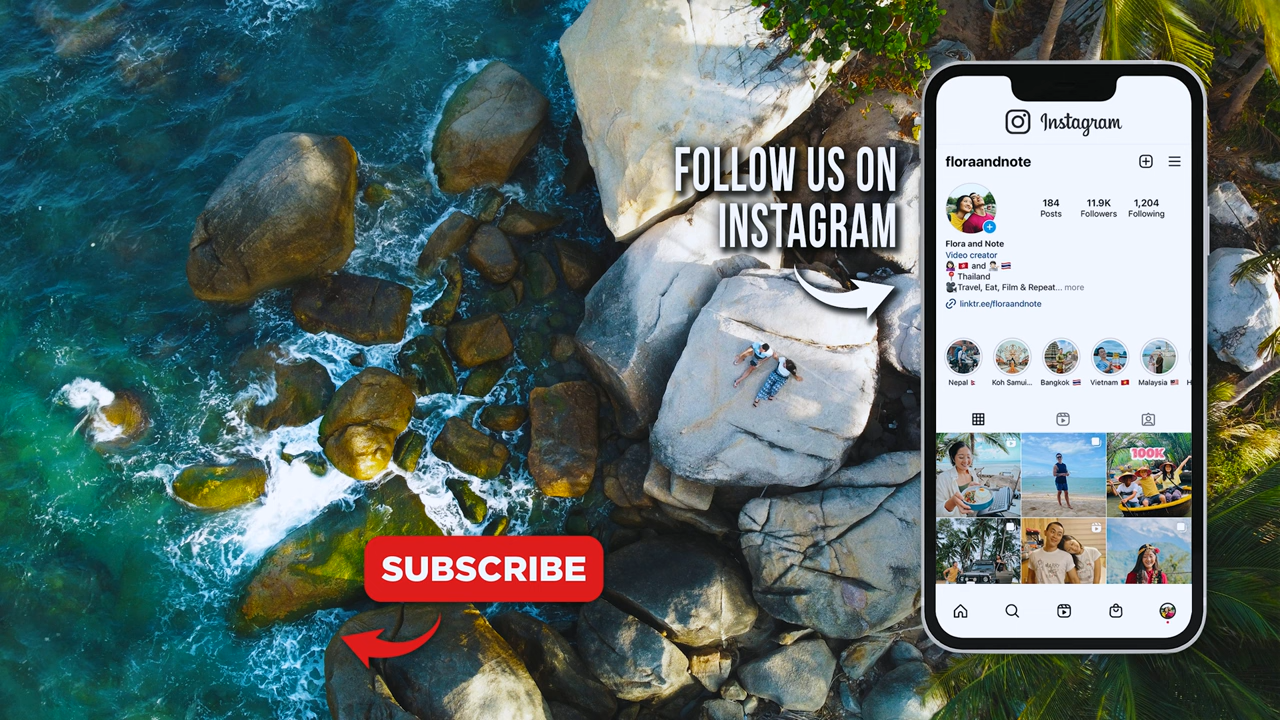 FOLLOW US ON
INSTAGRAM
SUBSCRIBE
Instagram
floraandnote
184 11.9K 1,204
Posts Followers Following
Flora and Note
Video creator
and
Thailand
Travel, Eat, Film & Repeat... more
linktr.ee/floraandnote
Nepal Koh Samui... Bangkok Vietnam Malaysia H
100K